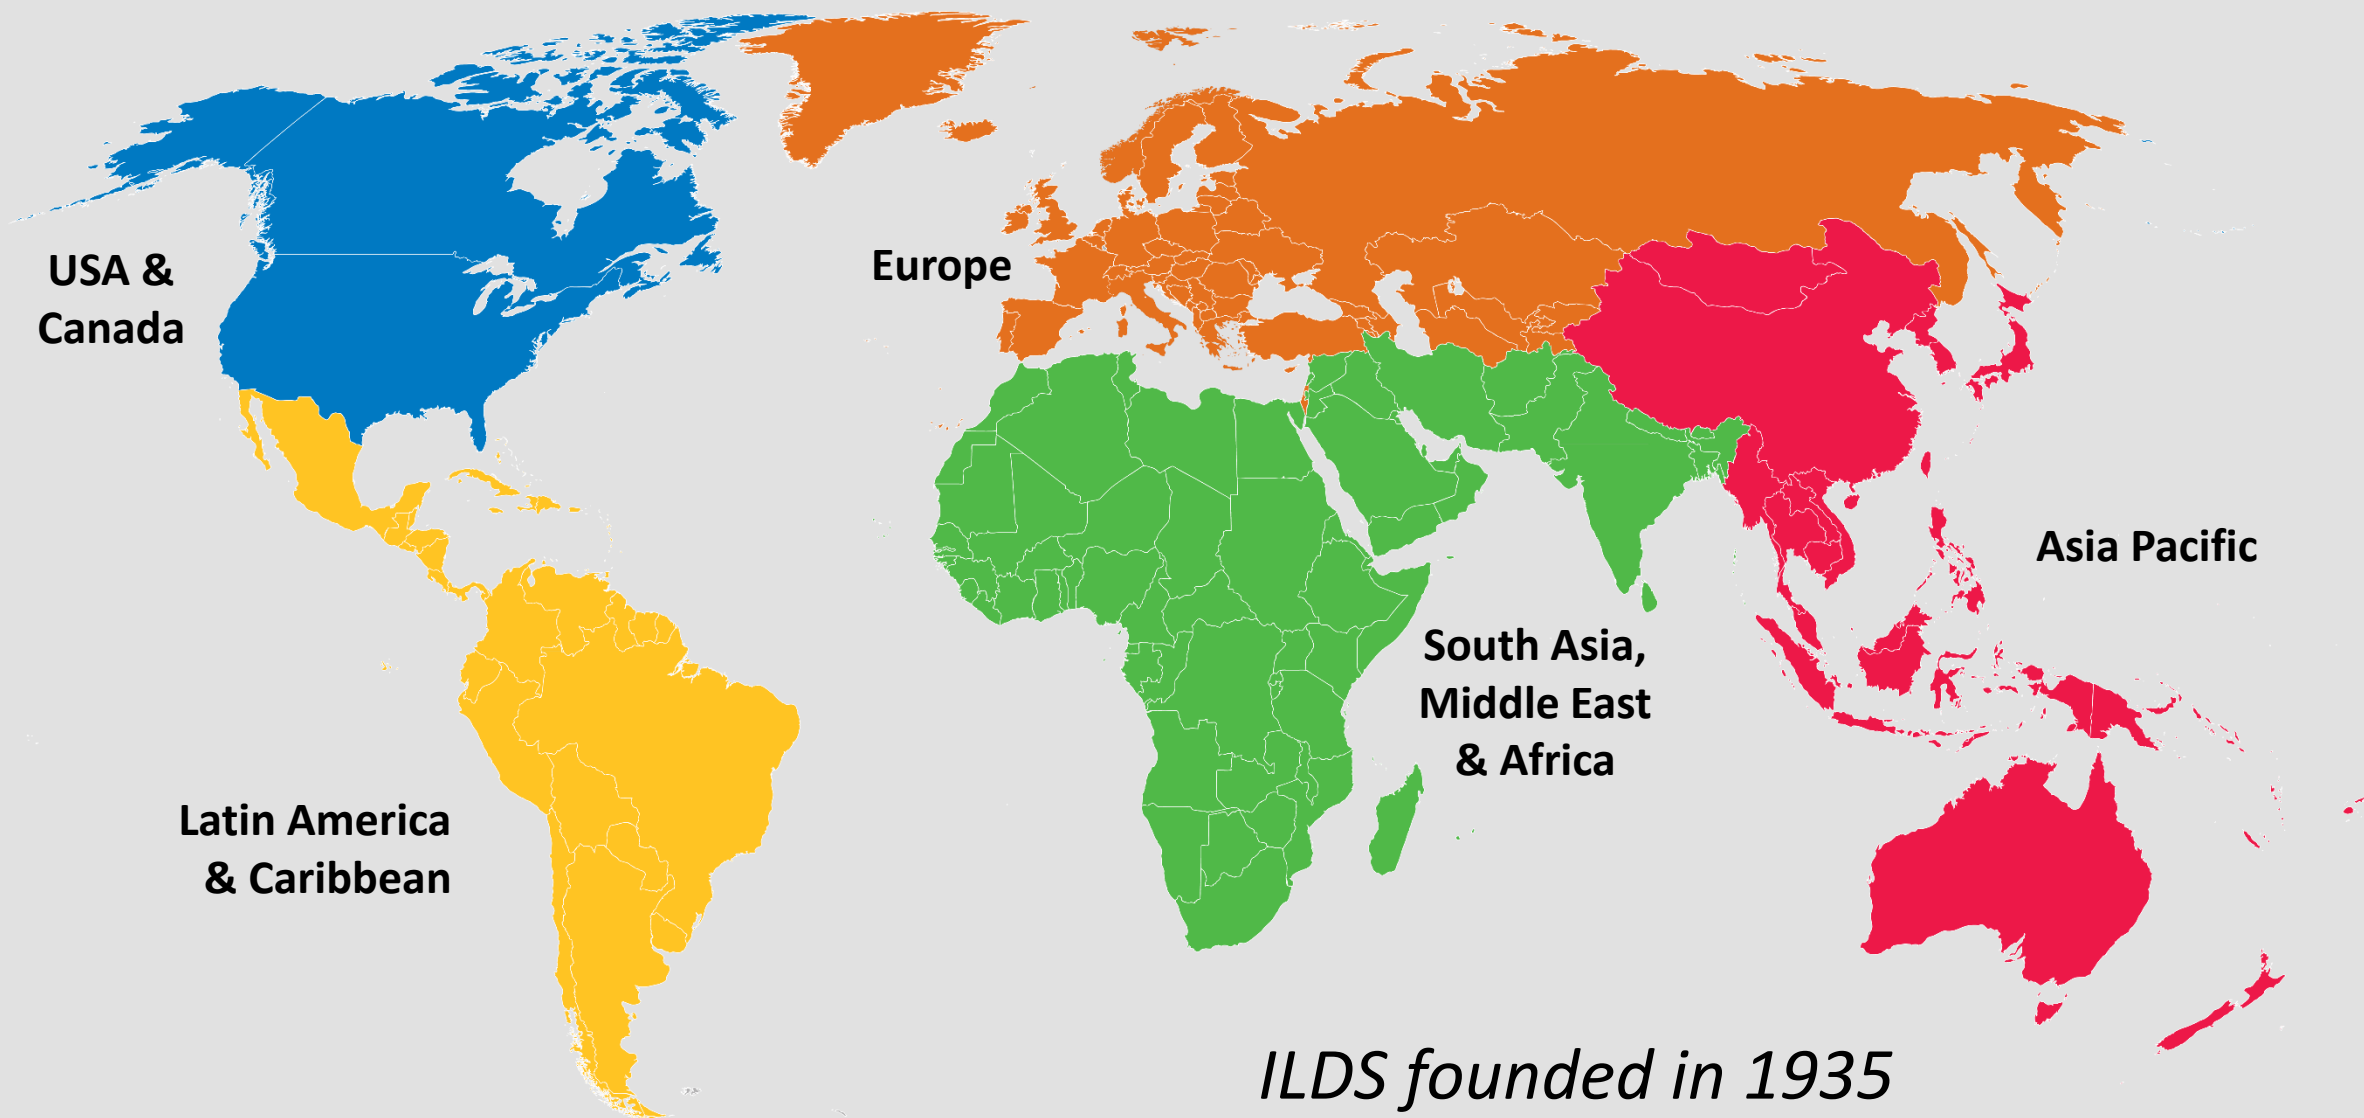 USA &
Canada
Europe
Asia Pacific
South Asia,
Middle East
& Africa
Latin America
& Caribbean
ILDS founded in 1935